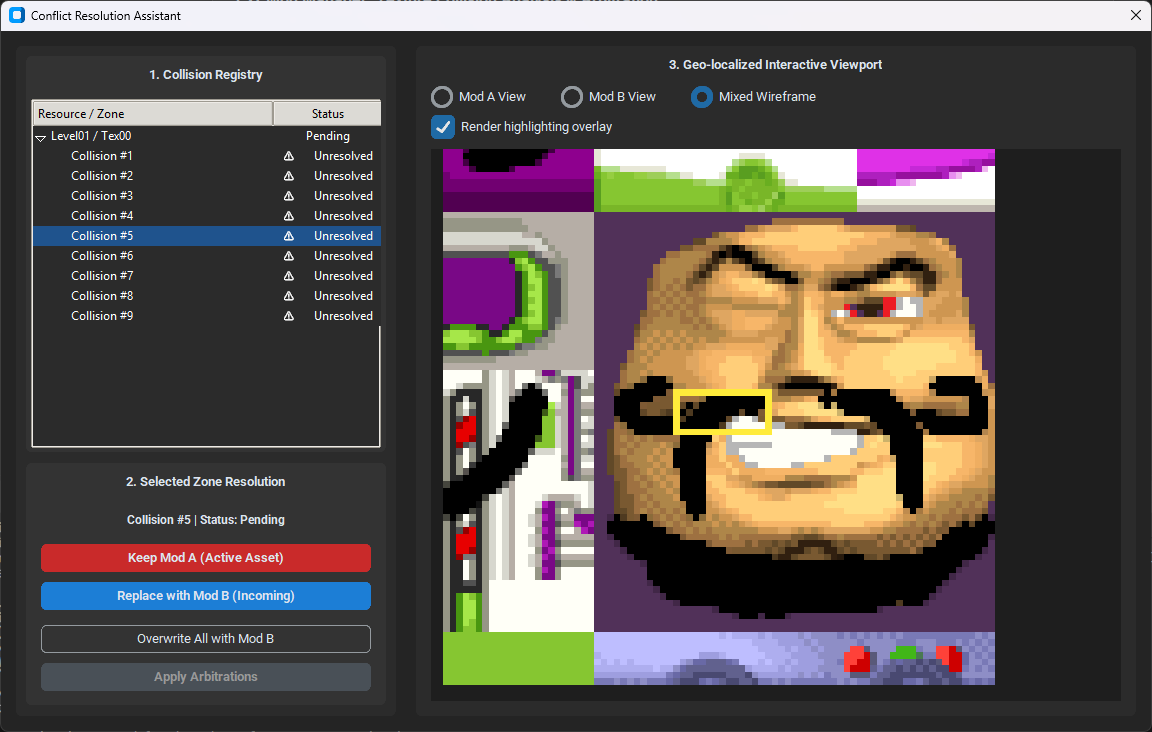 Conflict Resolution Assistant
1. Collision Registry
Resource / Zone Status
Level01 / Tex00 Pending
Collision #1 Unresolved
Collision #2 Unresolved
Collision #3 Unresolved
Collision #4 Unresolved
Collision #5 Unresolved
Collision #6 Unresolved
Collision #7 Unresolved
Collision #8 Unresolved
Collision #9 Unresolved
2. Selected Zone Resolution
Collision #5 | Status: Pending
Keep Mod A (Active Asset)
Replace with Mod B (Incoming)
Overwrite All with Mod B
Apply Arbitrations
3. Geo-localized Interactive Viewport
Mod A View Mod B View Mixed Wireframe
Render highlighting overlay